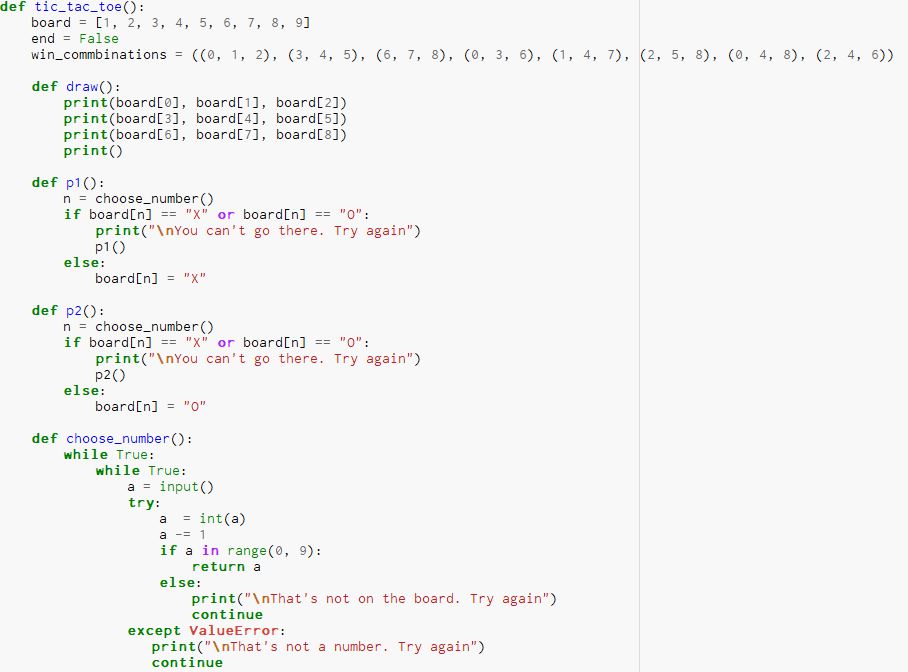 def tic_tac_toe():
    board = [1, 2, 3, 4, 5, 6, 7, 8, 9]
    end = False
    win_commbinations = ((0, 1, 2), (3, 4, 5), (6, 7, 8), (0, 3, 6), (1, 4, 7), (2, 5, 8), (0, 4, 8), (2, 4, 6))

    def draw():
        print(board[0], board[1], board[2])
        print(board[3], board[4], board[5])
        print(board[6], board[7], board[8])
        print()

    def p1():
        n = choose_number()
        if board[n] == "X" or board[n] == "O":
            print("\nYou can't go there. Try again")
            p1()
        else:
            board[n] = "X"

    def p2():
        n = choose_number()
        if board[n] == "X" or board[n] == "O":
            print("\nYou can't go there. Try again")
            p2()
        else:
            board[n] = "O"

    def choose_number():
        while True:
            while True:
                a = input()
                try:
                    a  = int(a)
                    a -= 1
                    if a in range(0, 9):
                        return a
                    else:
                        print("\nThat's not on the board. Try again")
                        continue
                except ValueError:
                   print("\nThat's not a number. Try again")
                   continue